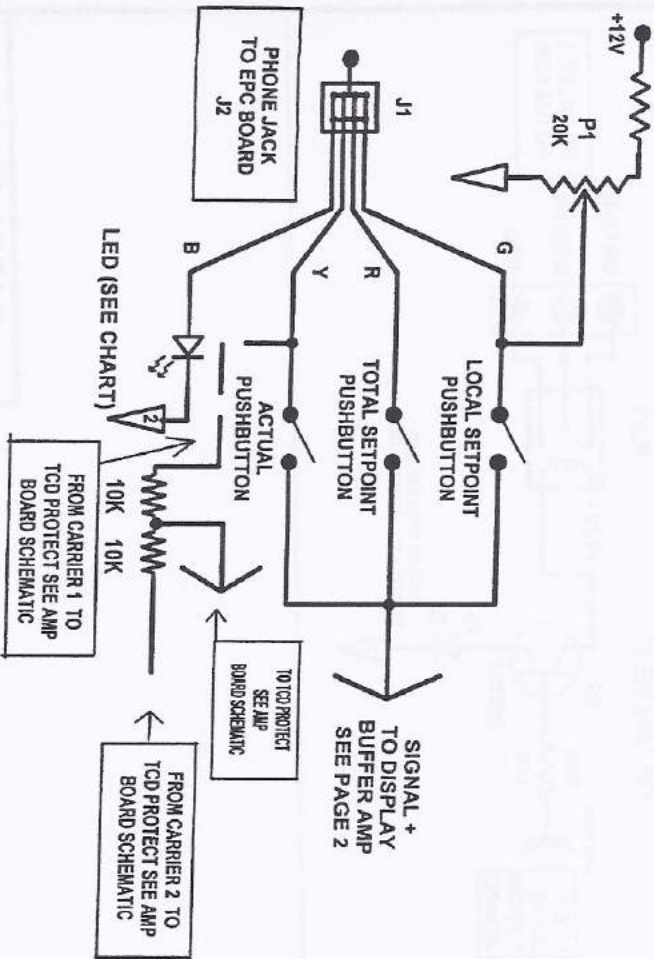 +12V
P1
20K
J1
PHONE JACK
TO EPC BOARD
J2
G
R
Y
B
LOCAL SETPOINT
PUSHBUTTON
TOTAL SETPOINT
PUSHBUTTON
ACTUAL
PUSHBUTTON
LED (SEE CHART)
2
10K 10K
SIGNAL +
TO DISPLAY
BUFFER AMP
SEE PAGE 2
TO TCD PROTECT
SEE AMP
BOARD SCHEMATIC
FROM CARRIER 1 TO
TCD PROTECT SEE AMP
BOARD SCHEMATIC
FROM CARRIER 2 TO
TCD PROTECT SEE AMP
BOARD SCHEMATIC